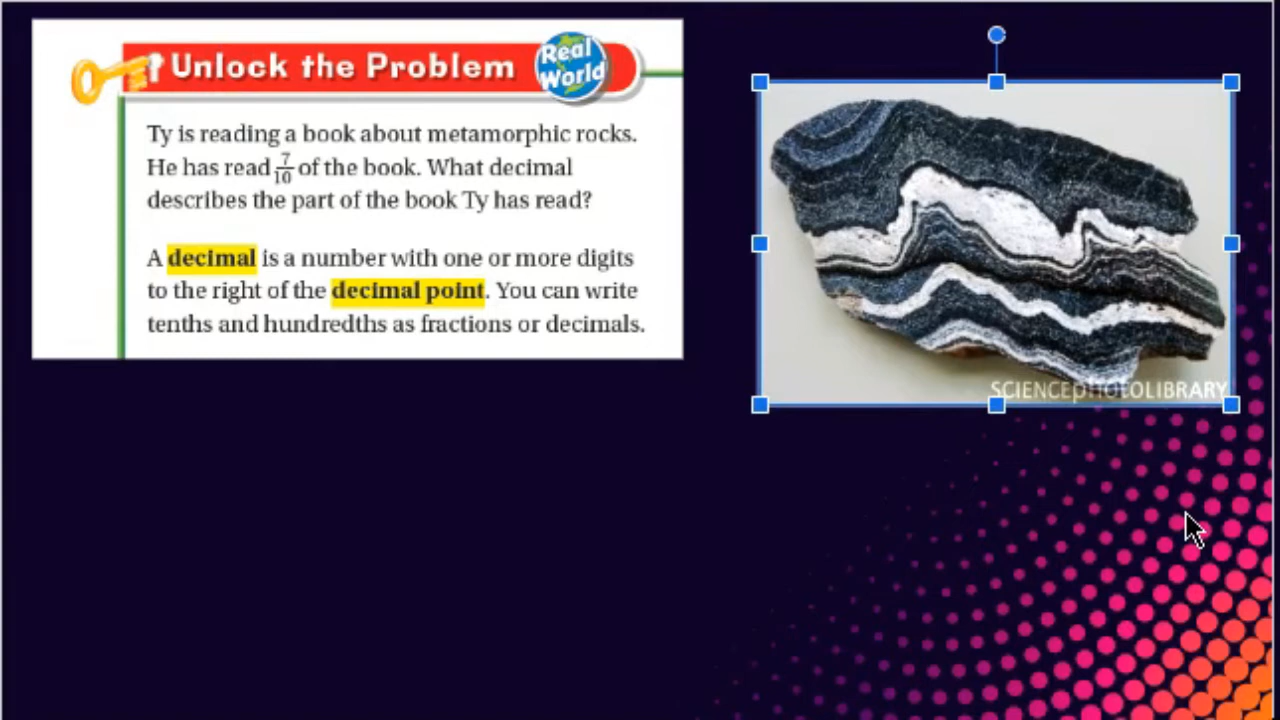 Unlock the Problem
Real
World
Ty is reading a book about metamorphic rocks.
He has read 7/10 of the book. What decimal
describes the part of the book Ty has read?
A decimal is a number with one or more digits
to the right of the decimal point. You can write
tenths and hundredths as fractions or decimals.
SCIENCEPHOTOLIBRARY